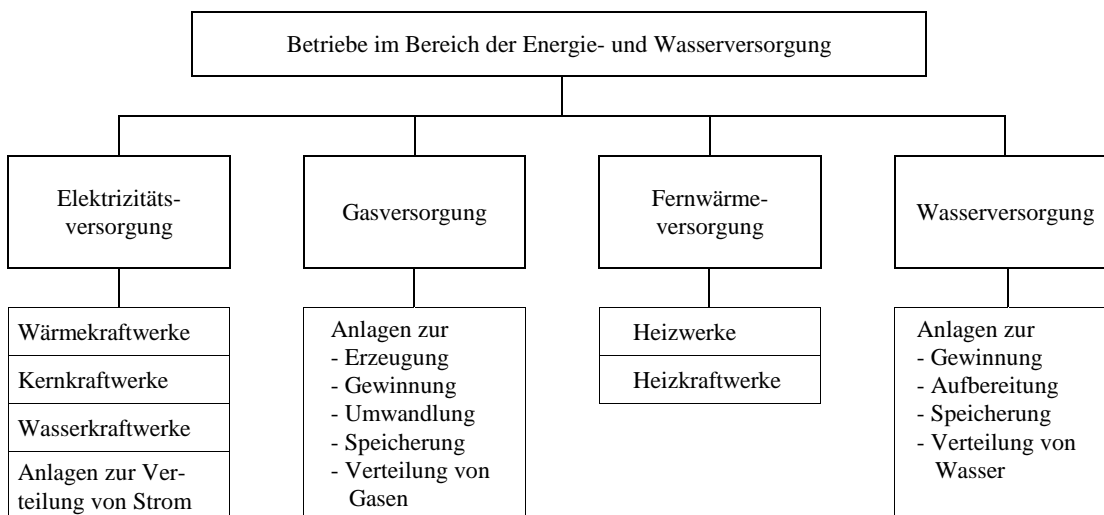 Betriebe im Bereich der Energie- und Wasserversorgung
Elektrizitäts-
versorgung
Gasversorgung
Fernwärme-
versorgung
Wasserversorgung
Wärmekraftwerke
Kernkraftwerke
Wasserkraftwerke
Anlagen zur Ver-
teilung von Strom
Anlagen zur
- Erzeugung
- Gewinnung
- Umwandlung
- Speicherung
- Verteilung von
Gasen
Heizwerke
Heizkraftwerke
Anlagen zur
- Gewinnung
- Aufbereitung
- Speicherung
- Verteilung von
Wasser